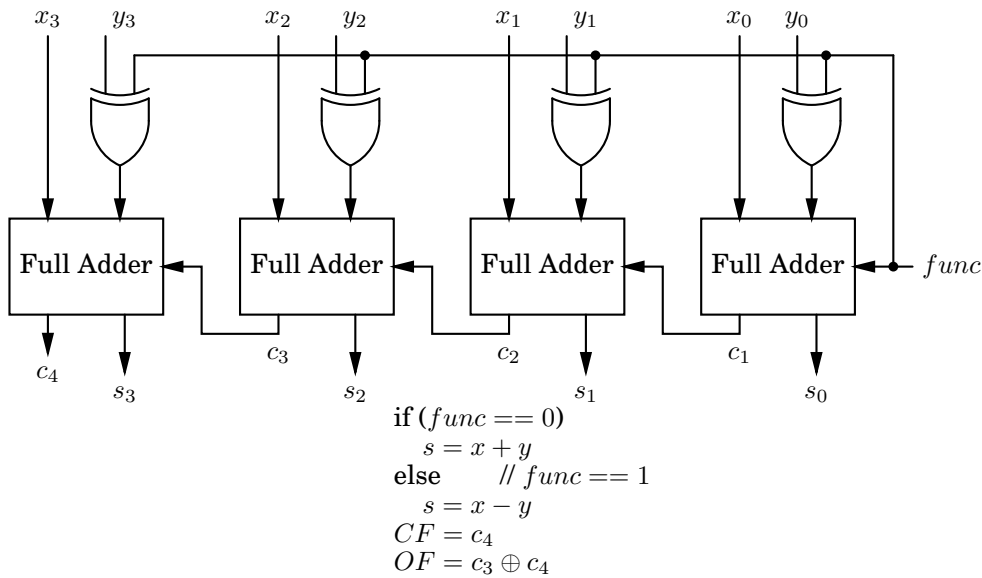 x₃ y₃ x₂ y₂ x₁ y₁ x₀ y₀
Full Adder Full Adder Full Adder Full Adder func
c₄ c₃ c₂ c₁
s₃ s₂ s₁ s₀
if (func == 0)
s = x + y
else // func == 1
s = x − y
CF = c₄
OF = c₃ ⊕ c₄